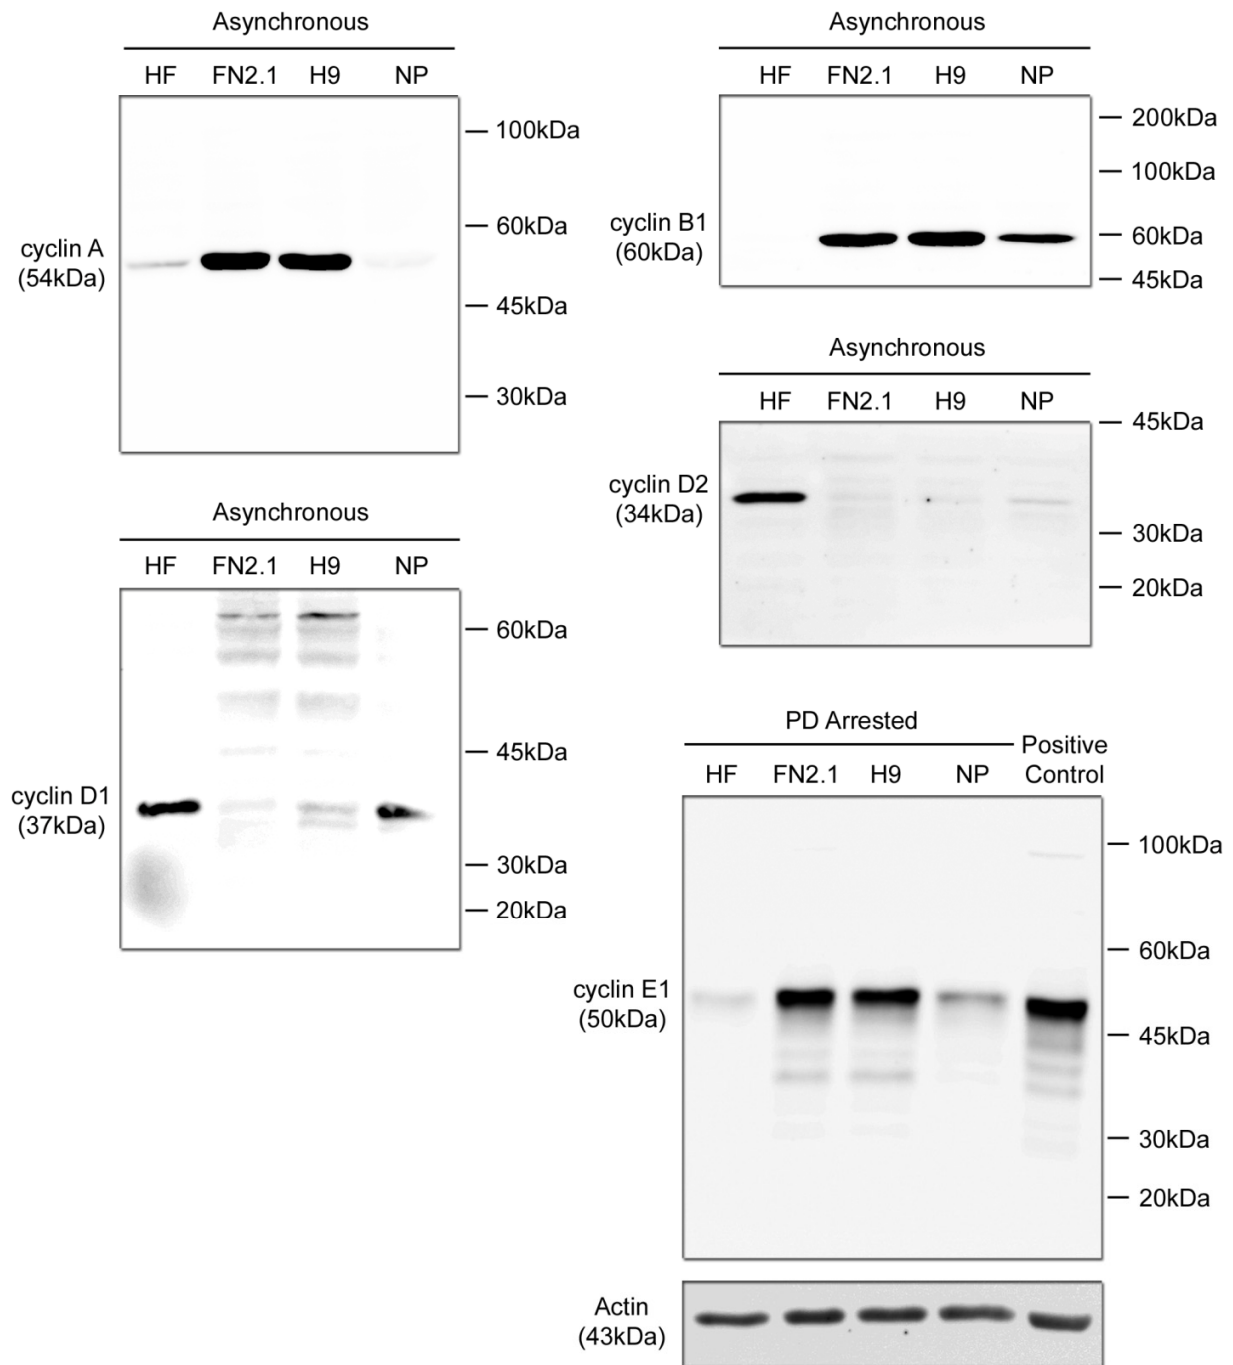 Asynchronous
HF FN2.1 H9 NP
100kDa
60kDa
cyclin A
(54kDa)
45kDa
30kDa
Asynchronous
HF FN2.1 H9 NP
60kDa
45kDa
cyclin D1
(37kDa)
30kDa
20kDa
Asynchronous
HF FN2.1 H9 NP
200kDa
100kDa
cyclin B1
(60kDa)
60kDa
45kDa
Asynchronous
HF FN2.1 H9 NP
45kDa
cyclin D2
(34kDa)
30kDa
20kDa
PD Arrested
Positive
Control
HF FN2.1 H9 NP
100kDa
60kDa
cyclin E1
(50kDa)
45kDa
30kDa
20kDa
Actin
(43kDa)